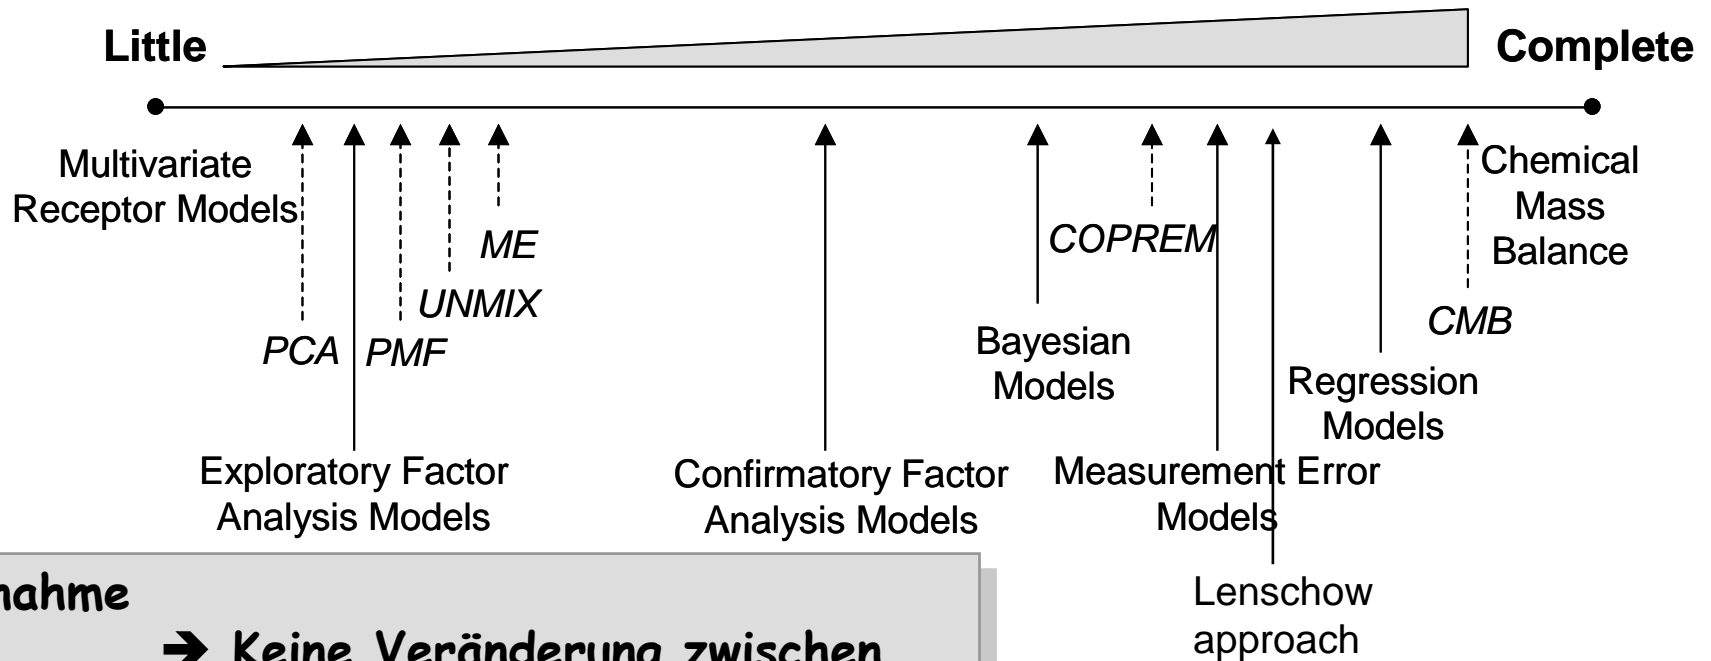 Little
Complete
Multivariate
Receptor Models
Chemical
Mass
Balance
ME
COPREM
UNMIX
CMB
PCA
PMF
Bayesian
Models
Regression
Models
Exploratory Factor
Analysis Models
Confirmatory Factor
Analysis Models
Measurement Error
Models
Lenschow
approach
nahme
➔ Keine Veränderung zwischen